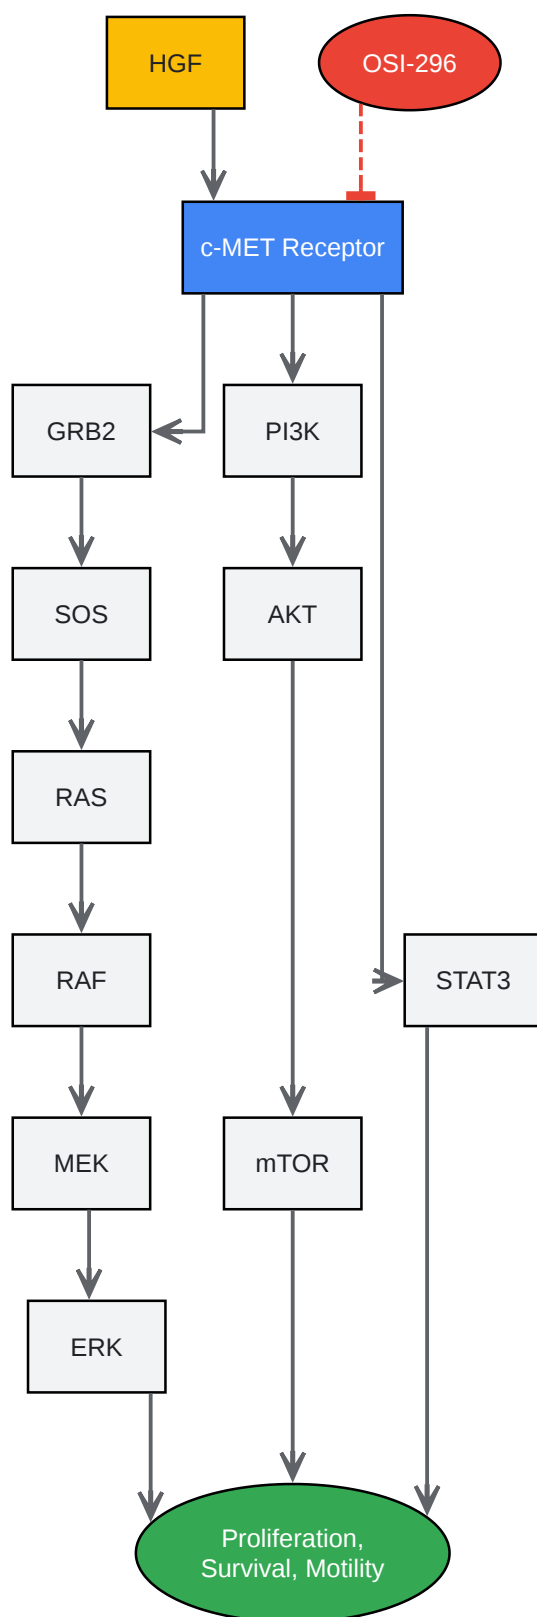 HGF
OSI-296
c-MET Receptor
GRB2
PI3K
SOS
AKT
RAS
RAF
STAT3
MEK
mTOR
ERK
Proliferation,
Survival, Motility